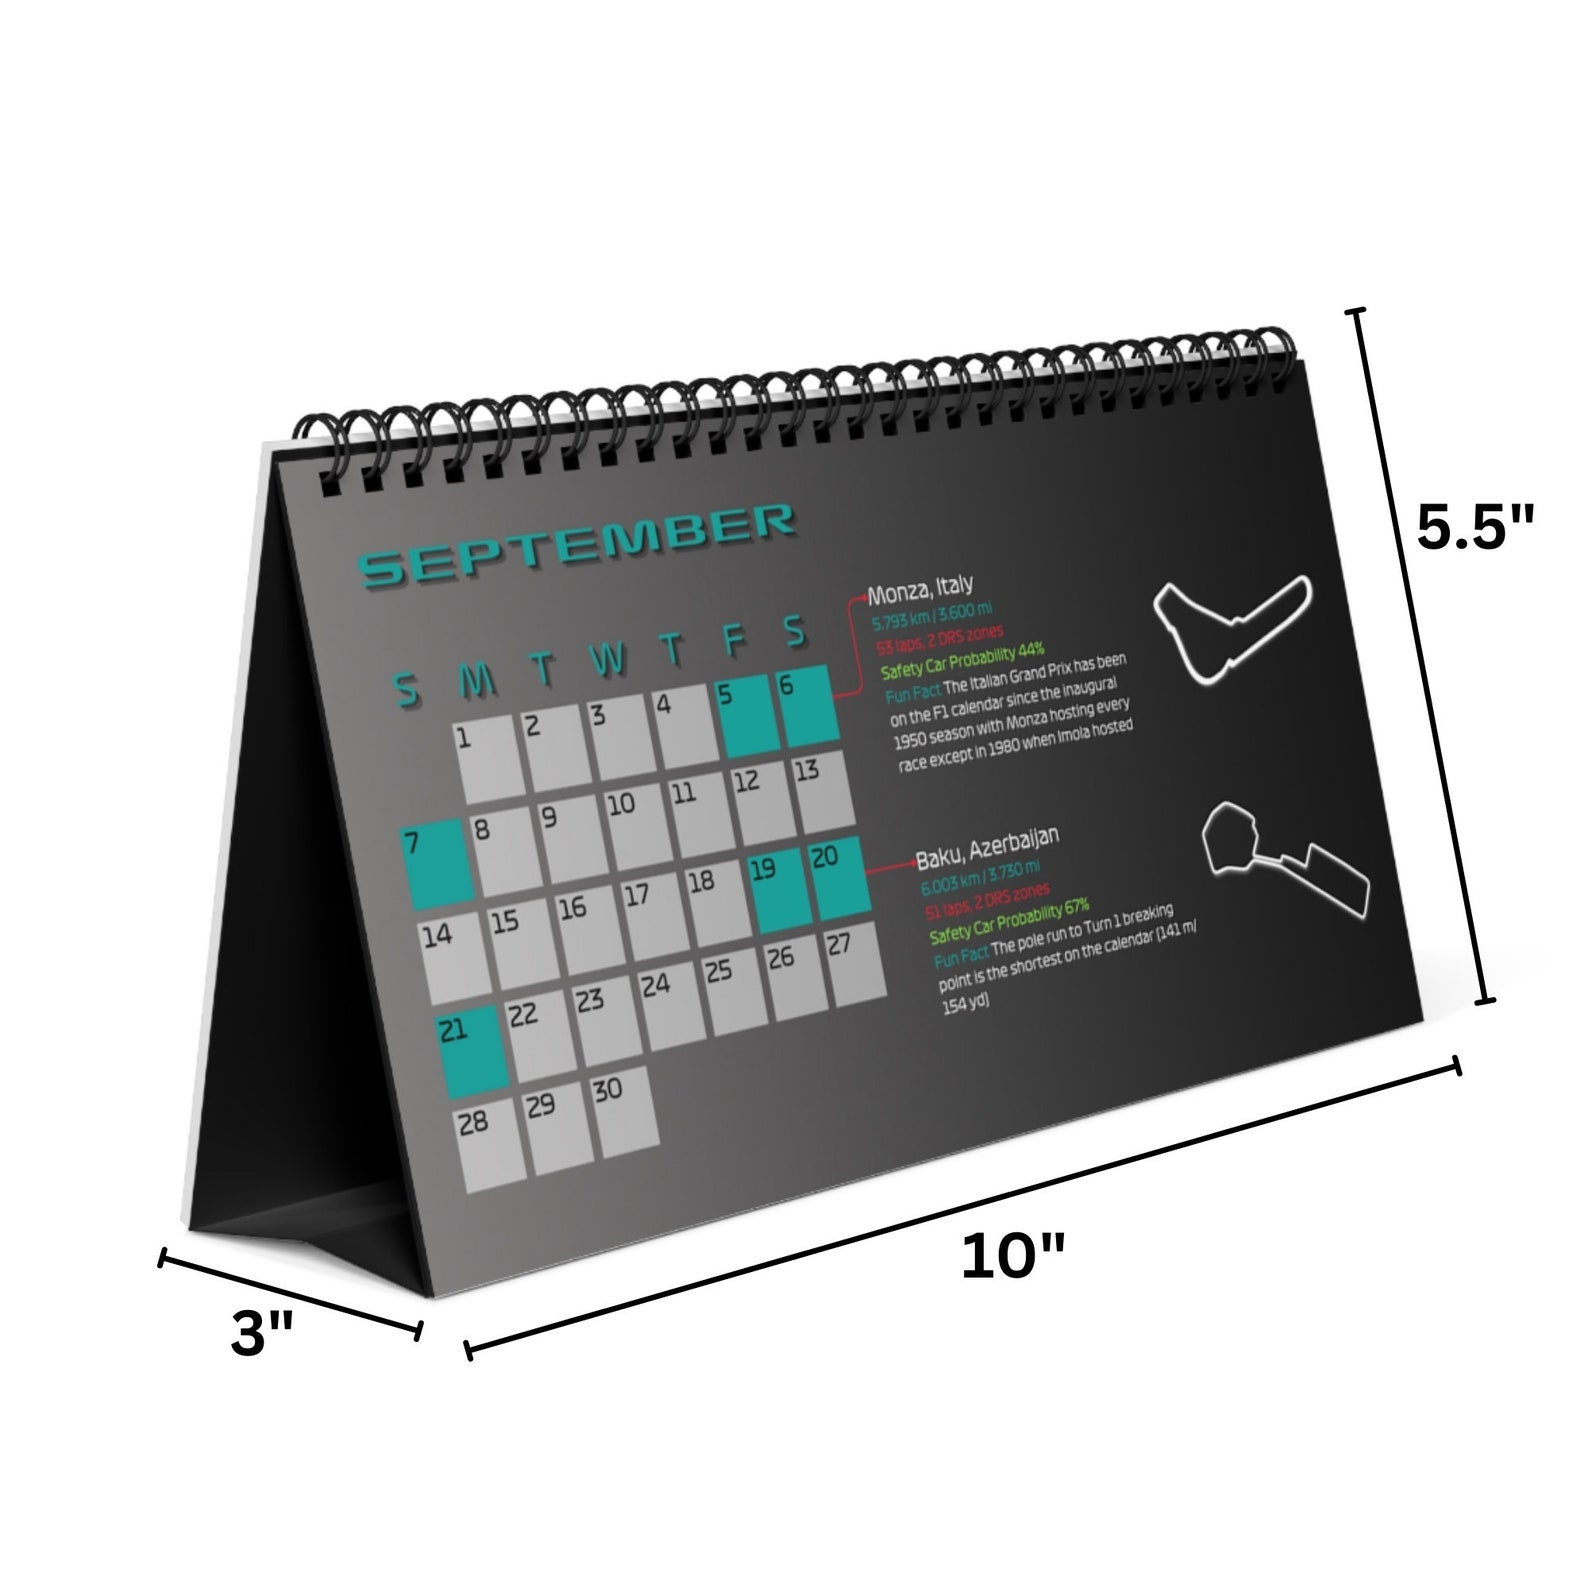 SEPTEMBER
S M T W T F S
1 2 3 4 5 6
7 8 9 10 11 12 13
14 15 16 17 18 19 20
21 22 23 24 25 26 27
28 29 30
Monza, Italy
5.793 km | 3.600 mi
53 laps, 2 DRS zones
Safety Car Probability 44%
Fun Fact The Italian Grand Prix has been
on the F1 calendar since the inaugural
1950 season with Monza hosting every
race except in 1980 when Imola hosted
Baku, Azerbaijan
6.003 km | 3.730 mi
51 laps, 2 DRS zones
Safety Car Probability 67%
Fun Fact The pole run to Turn 1 breaking
point is the shortest on the calendar (141 m/
154 yd)
5.5"
10"
3"